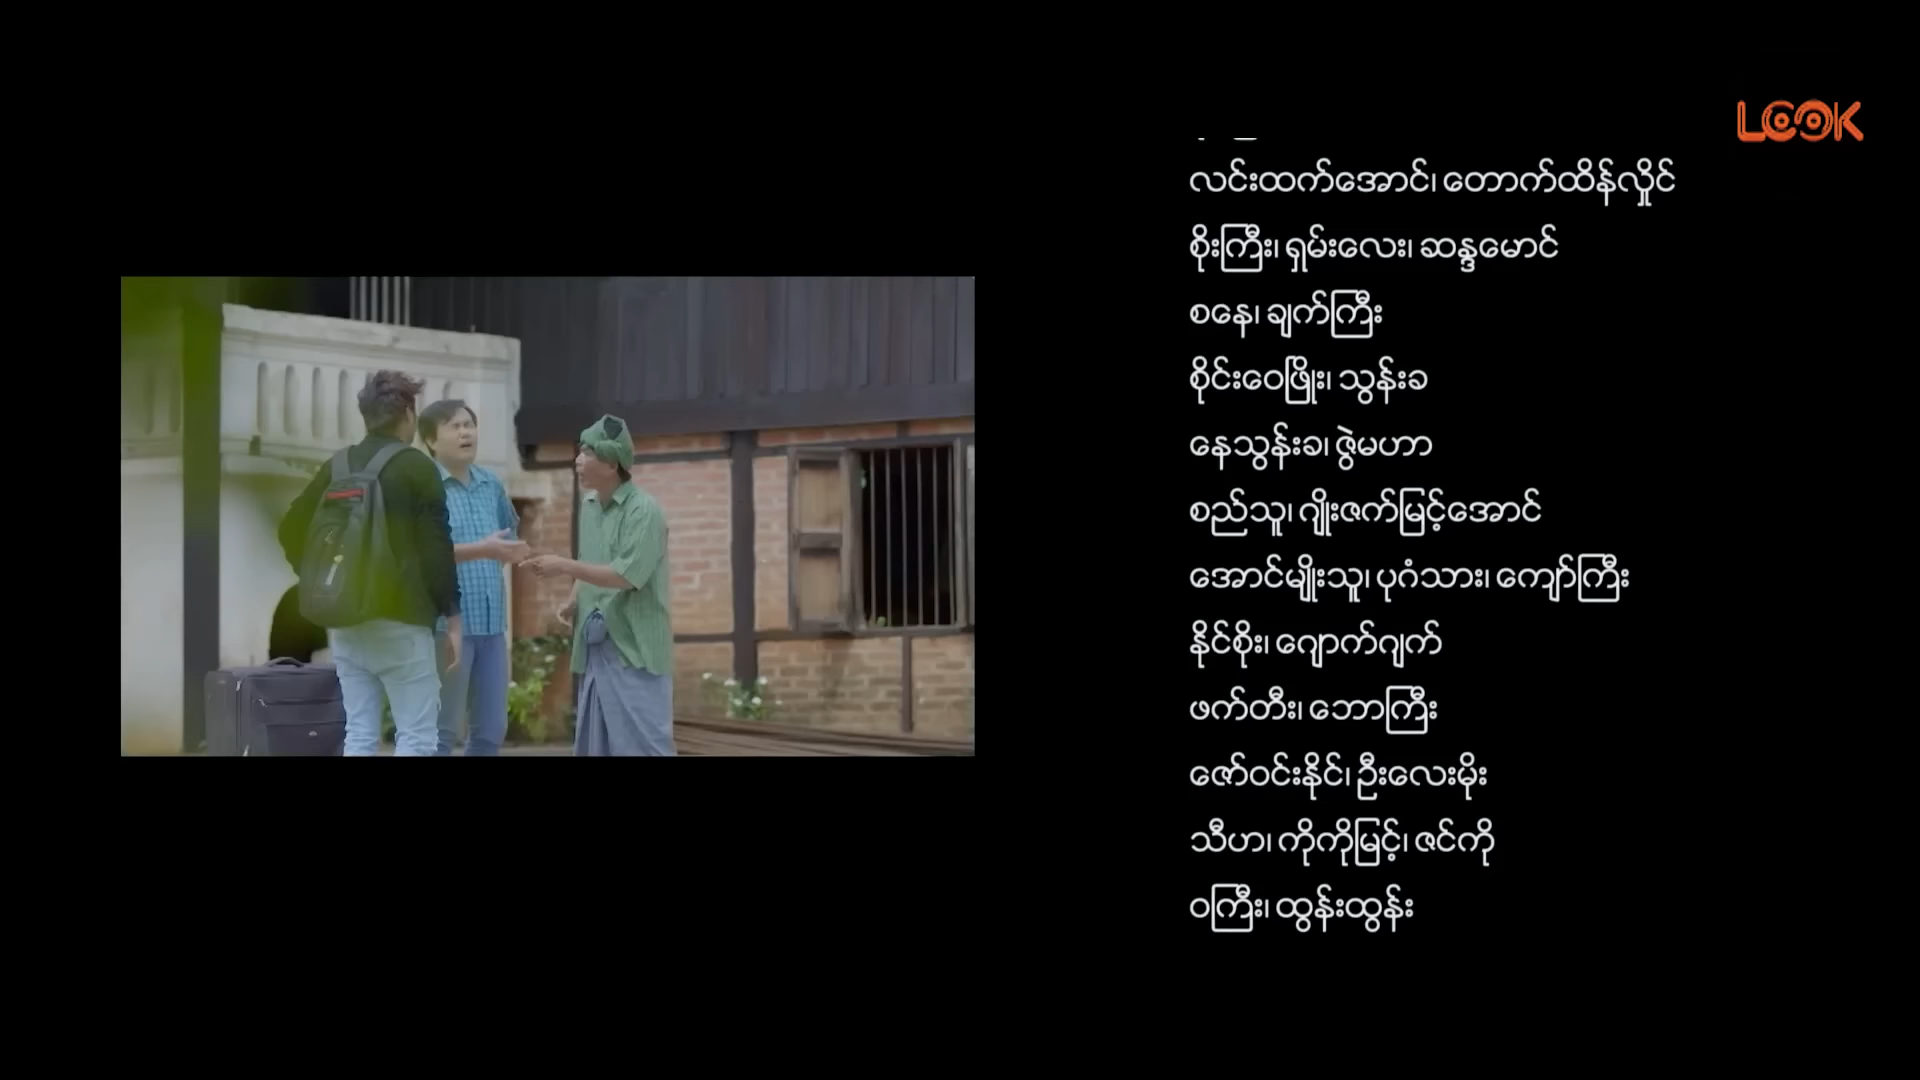 LOOK
လင်းထက်အောင်၊ တောက်ထိန်လှိုင်
စိုးကြီး၊ ရှမ်းလေး၊ ဆန္ဒမောင်
စနေ၊ ချက်ကြီး
စိုင်းဝေဖြိုး၊ သွန်းခ
နေသွန်းခ၊ ဇွဲမဟာ
စည်သူ၊ ဂျိုးဇက်မြင့်အောင်
အောင်မျိုးသူ၊ ပုဂံသား၊ ကျော်ကြီး
နိုင်စိုး၊ ဂျောက်ဂျက်
ဖက်တီး၊ ဘောကြီး
ဇော်ဝင်းနိုင်၊ ဦးလေးမိုး
သီဟ၊ ကိုကိုမြင့်၊ ဇင်ကို
ဝကြီး၊ ထွန်းထွန်း